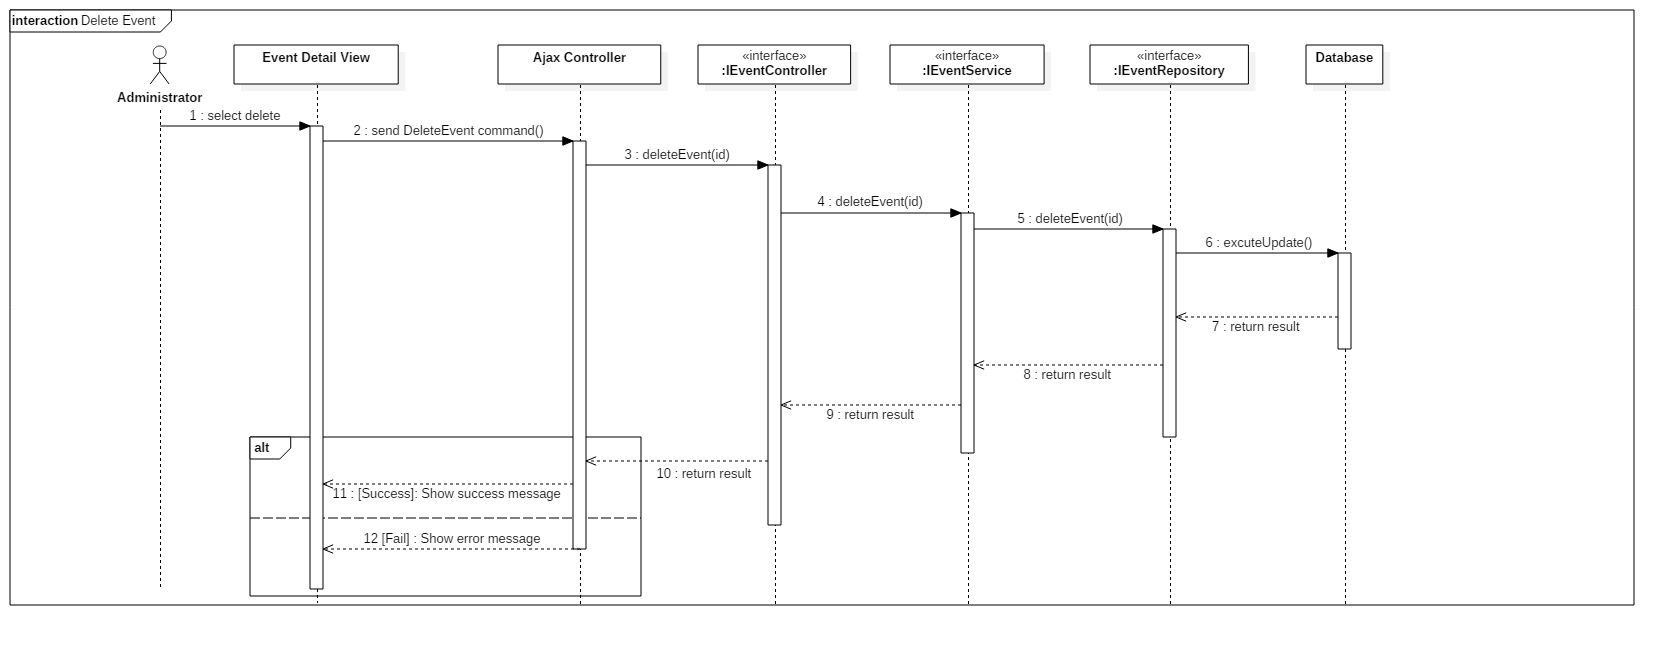 interaction Delete Event
Administrator
Event Detail View
Ajax Controller
«interface»
:IEventController
«interface»
:IEventService
«interface»
:IEventRepository
Database
1 : select delete
2 : send DeleteEvent command()
3 : deleteEvent(id)
4 : deleteEvent(id)
5 : deleteEvent(id)
6 : excuteUpdate()
7 : return result
8 : return result
9 : return result
alt
10 : return result
11 : [Success]: Show success message
12 [Fail] : Show error message